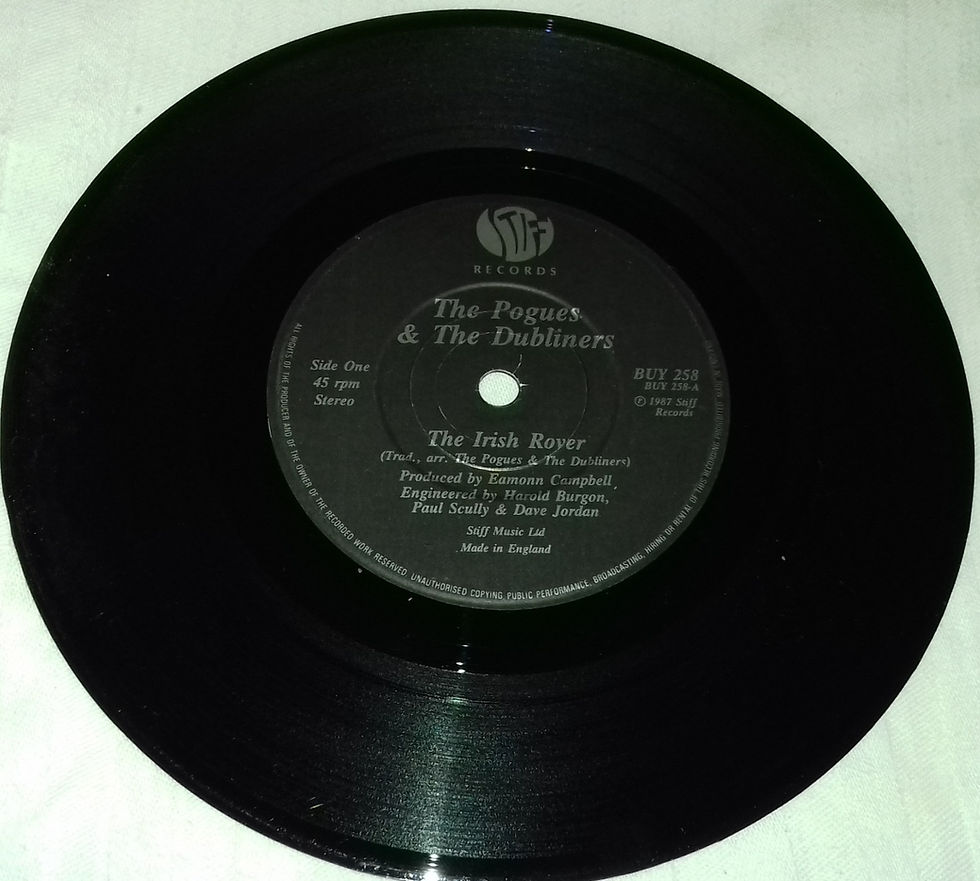 STIFF
RECORDS
The Pogues
& The Dubliners
Side One
45 rpm
Stereo
BUY 258
BUY 258-A
℗ 1987 Stiff
Records
The Irish Rover
(Trad., arr. The Pogues & The Dubliners)
Produced by Eamonn Campbell
Engineered by Harold Burgon,
Paul Scully & Dave Jordan
Stiff Music Ltd
Made in England
ALL RIGHTS OF THE PRODUCER AND OF THE OWNER OF THE RECORDED WORK RESERVED. UNAUTHORISED COPYING, PUBLIC PERFORMANCE, BROADCASTING, HIRING OR RENTAL OF THIS RECORDING PROHIBITED.